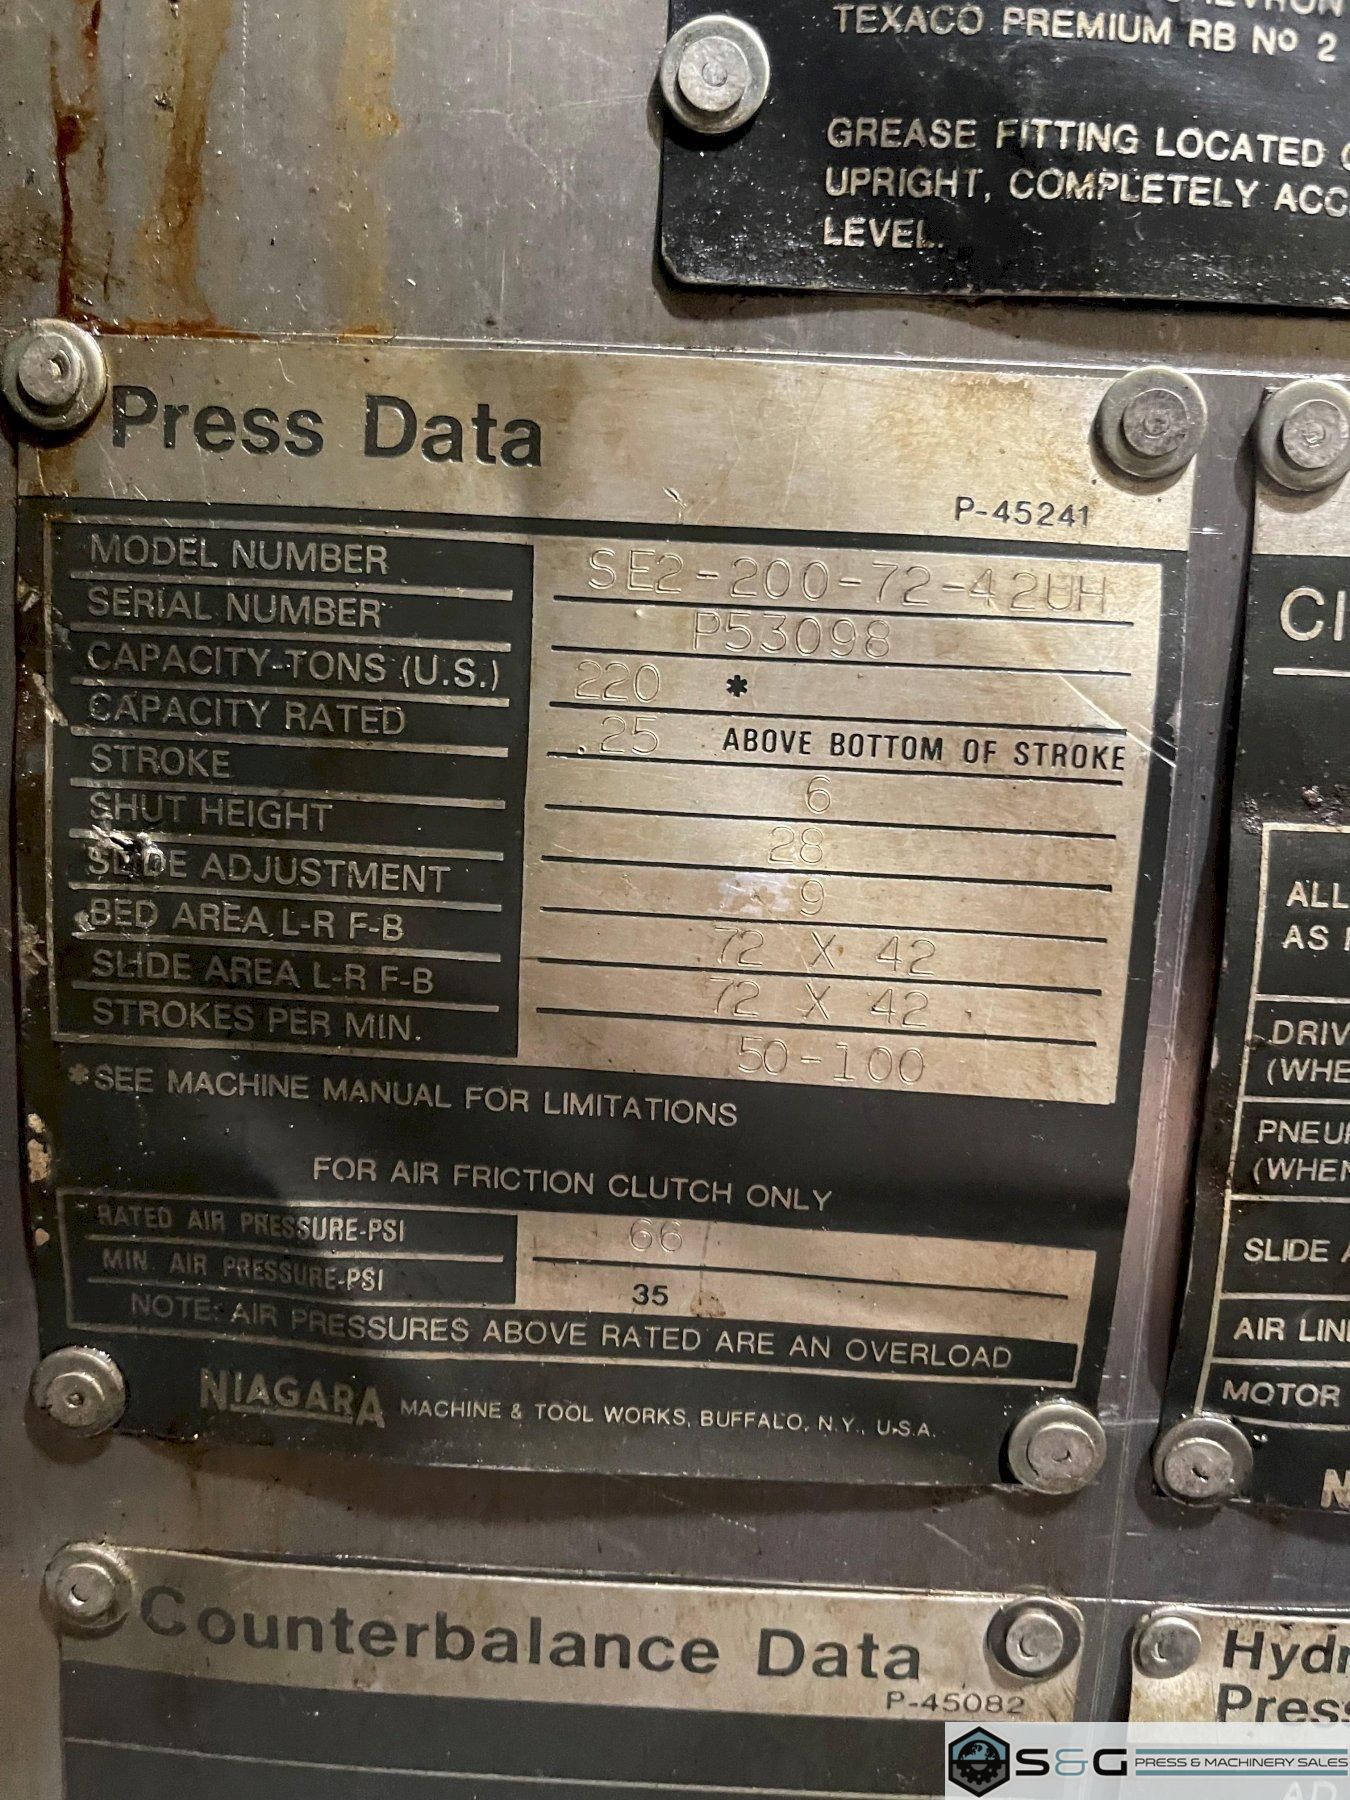 TEXACO PREMIUM RB Nº 2
GREASE FITTING LOCATED
UPRIGHT, COMPLETELY ACC
LEVEL.
Press Data
P-45241
MODEL NUMBER SE2-200-72-42UH
SERIAL NUMBER P53098
CAPACITY-TONS (U.S.) 220 *
CAPACITY RATED .25 ABOVE BOTTOM OF STROKE
STROKE 6
SHUT HEIGHT 28
SLIDE ADJUSTMENT 9
BED AREA L-R F-B 72 X 42
SLIDE AREA L-R F-B 72 X 42
STROKES PER MIN. 50-100
*SEE MACHINE MANUAL FOR LIMITATIONS
FOR AIR FRICTION CLUTCH ONLY
RATED AIR PRESSURE-PSI 66
MIN. AIR PRESSURE-PSI 35
NOTE: AIR PRESSURES ABOVE RATED ARE AN OVERLOAD
NIAGARA MACHINE & TOOL WORKS, BUFFALO, N.Y., U.S.A.
CI
ALL
AS
DRIV
(WHE
PNEU
(WHEN
SLIDE
AIR LIN
MOTOR
N
Counterbalance Data
P-45082
Hydr
Press
S&G PRESS & MACHINERY SALES